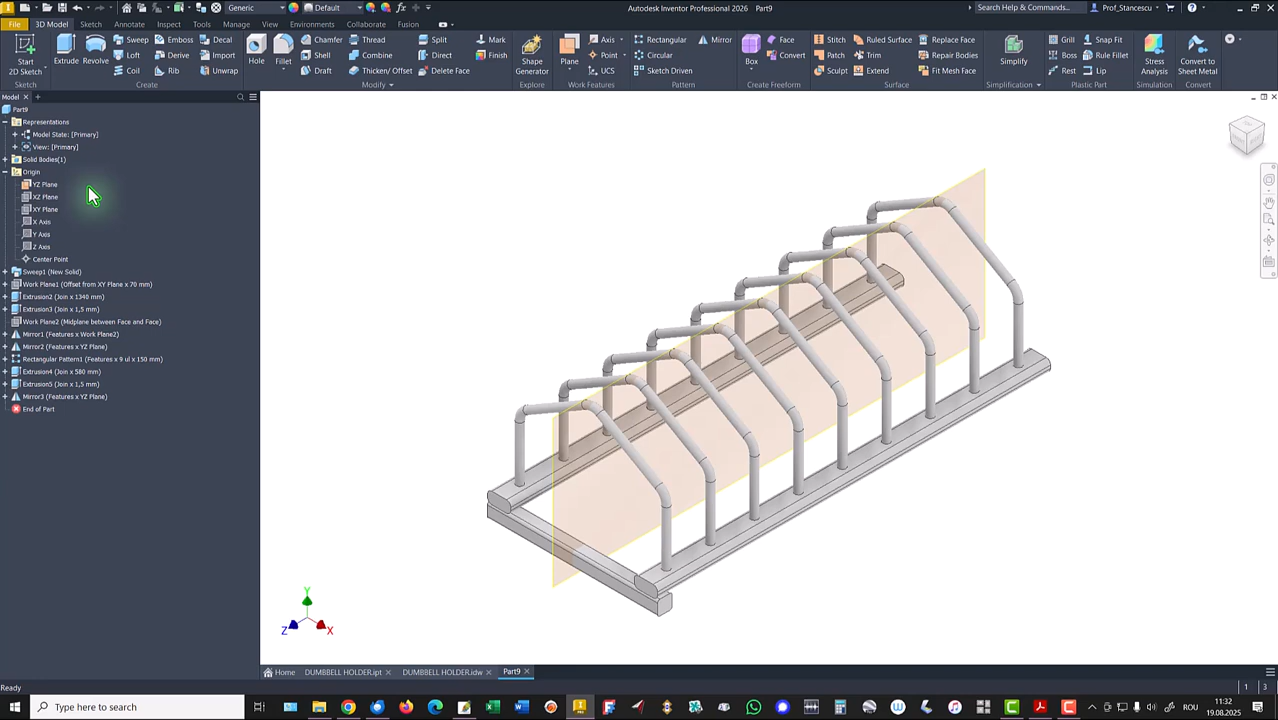 Generic
Default
Autodesk Inventor Professional 2026 Part9
Search Help & Commands...
Prof_Stancescu
File
3D Model
Sketch
Annotate
Inspect
Tools
Manage
View
Environments
Collaborate
Fusion
Start
2D Sketch
Sketch
Extrude
Revolve
Sweep
Emboss
Decal
Loft
Derive
Import
Coil
Rib
Unwrap
Create
Hole
Fillet
Chamfer
Thread
Split
Shell
Combine
Direct
Draft
Thicken/ Offset
Delete Face
Modify
Mark
Finish
Shape
Generator
Explore
Plane
Axis
Point
UCS
Work Features
Rectangular
Mirror
Circular
Sketch Driven
Pattern
Box
Face
Convert
Create Freeform
Stitch
Ruled Surface
Replace Face
Patch
Trim
Repair Bodies
Sculpt
Extend
Fit Mesh Face
Surface
Simplify
Simplification
Grill
Snap Fit
Boss
Rule Fillet
Rest
Lip
Plastic Part
Stress
Analysis
Simulation
Convert to
Sheet Metal
Convert
Model
Part9
Representations
Model State: [Primary]
View: [Primary]
Solid Bodies(1)
Origin
YZ Plane
XZ Plane
XY Plane
X Axis
Y Axis
Z Axis
Center Point
Sweep1 (New Solid)
Work Plane1 (Offset from XY Plane x 70 mm)
Extrusion2 (Join x 1340 mm)
Extrusion3 (Join x 1,5 mm)
Work Plane2 (Midplane between Face and Face)
Mirror1 (Features x Work Plane2)
Mirror2 (Features x YZ Plane)
Rectangular Pattern1 (Features x 9 ul x 150 mm)
Extrusion4 (Join x 580 mm)
Extrusion5 (Join x 1,5 mm)
Mirror3 (Features x YZ Plane)
End of Part
Y
Z
X
Home
DUMBBELL HOLDER.ipt
DUMBBELL HOLDER.idw
Part9
Ready
1
3
Type here to search
11:32
19.08.2025